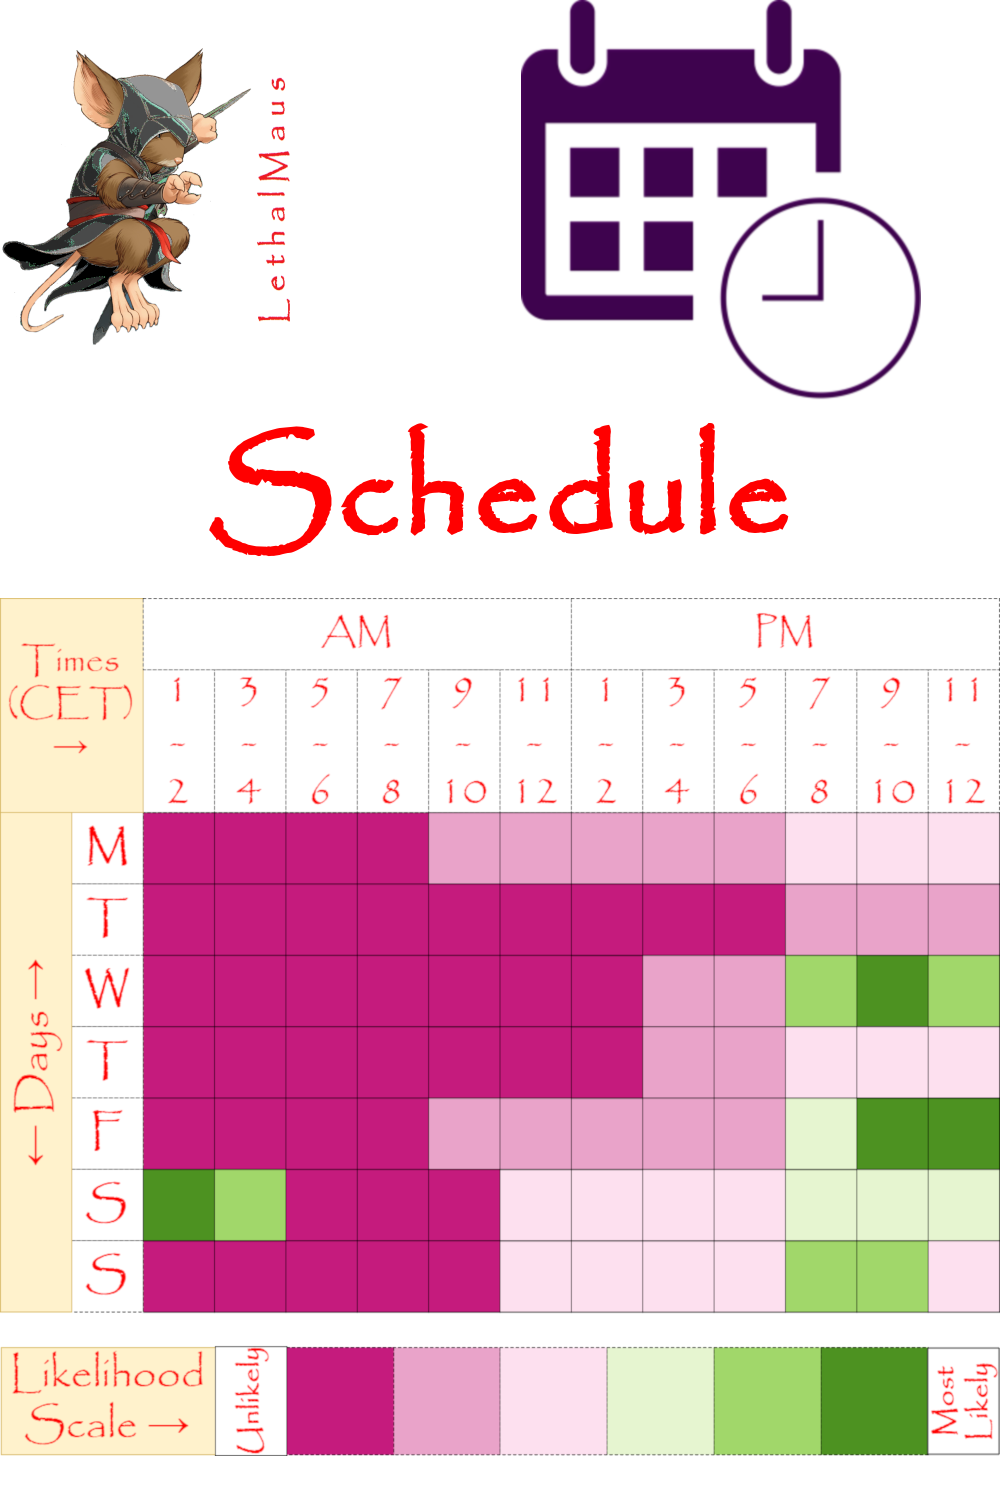 LethalMaus
Schedule
Times
(CET)
→
AM PM
1 3 5 7 9 11 1 3 5 7 9 11
~ ~ ~ ~ ~ ~ ~ ~ ~ ~ ~ ~
2 4 6 8 10 12 2 4 6 8 10 12
← Days →
M
T
W
T
F
S
S
Likelihood
Scale →
Unlikely
Most
Likely